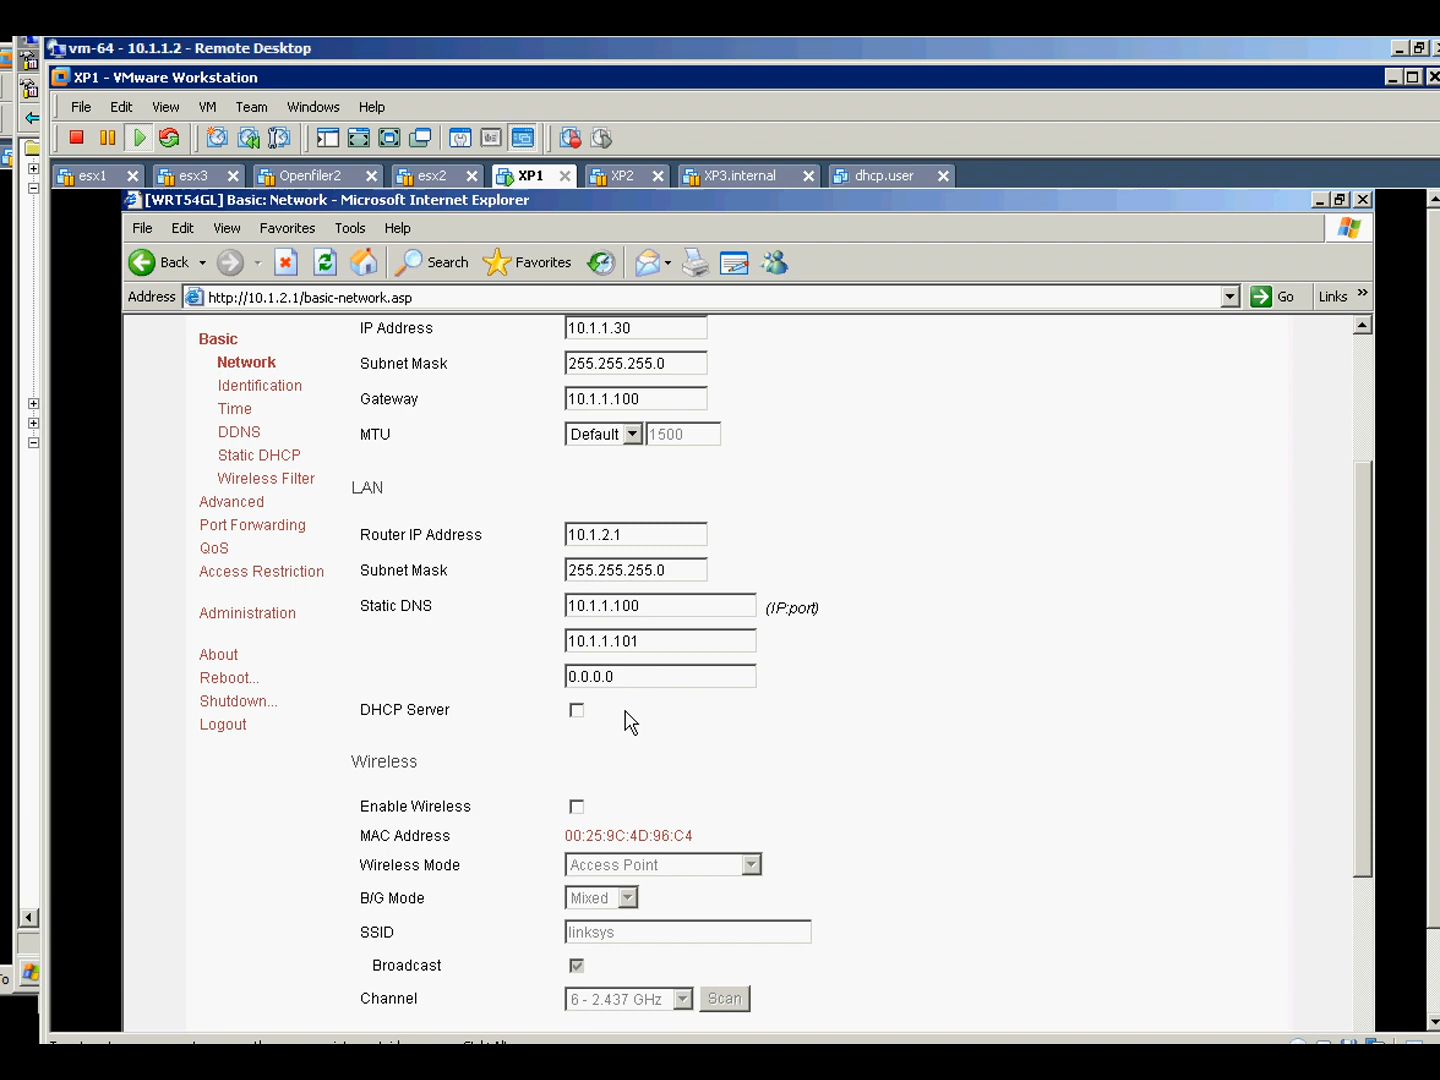 vm-64 - 10.1.1.2 - Remote Desktop
XP1 - VMware Workstation
File Edit View VM Team Windows Help
esx1 esx3 Openfiler2 esx2 XP1 XP2 XP3.internal dhcp.user
[WRT54GL] Basic: Network - Microsoft Internet Explorer
File Edit View Favorites Tools Help
Back Search Favorites
Address http://10.1.2.1/basic-network.asp Go Links »
Basic
Network
Identification
Time
DDNS
Static DHCP
Wireless Filter
Advanced
Port Forwarding
QoS
Access Restriction
Administration
About
Reboot...
Shutdown...
Logout
IP Address 10.1.1.30
Subnet Mask 255.255.255.0
Gateway 10.1.1.100
MTU Default 1500
LAN
Router IP Address 10.1.2.1
Subnet Mask 255.255.255.0
Static DNS 10.1.1.100 (IP:port)
10.1.1.101
0.0.0.0
DHCP Server
Wireless
Enable Wireless
MAC Address 00:25:9C:4D:96:C4
Wireless Mode Access Point
B/G Mode Mixed
SSID linksys
Broadcast
Channel 6 - 2.437 GHz Scan